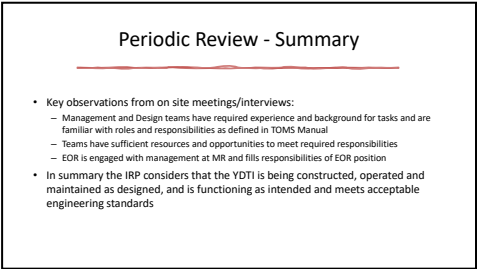 Periodic Review - Summary
• Key observations from on site meetings/interviews:
– Management and Design teams have required experience and background for tasks and are
familiar with roles and responsibilities as defined in TOMS Manual
– Teams have sufficient resources and opportunities to meet required responsibilities
– EOR is engaged with management at MR and fills responsibilities of EOR position
• In summary the IRP considers that the YDTI is being constructed, operated and
maintained as designed, and is functioning as intended and meets acceptable
engineering standards